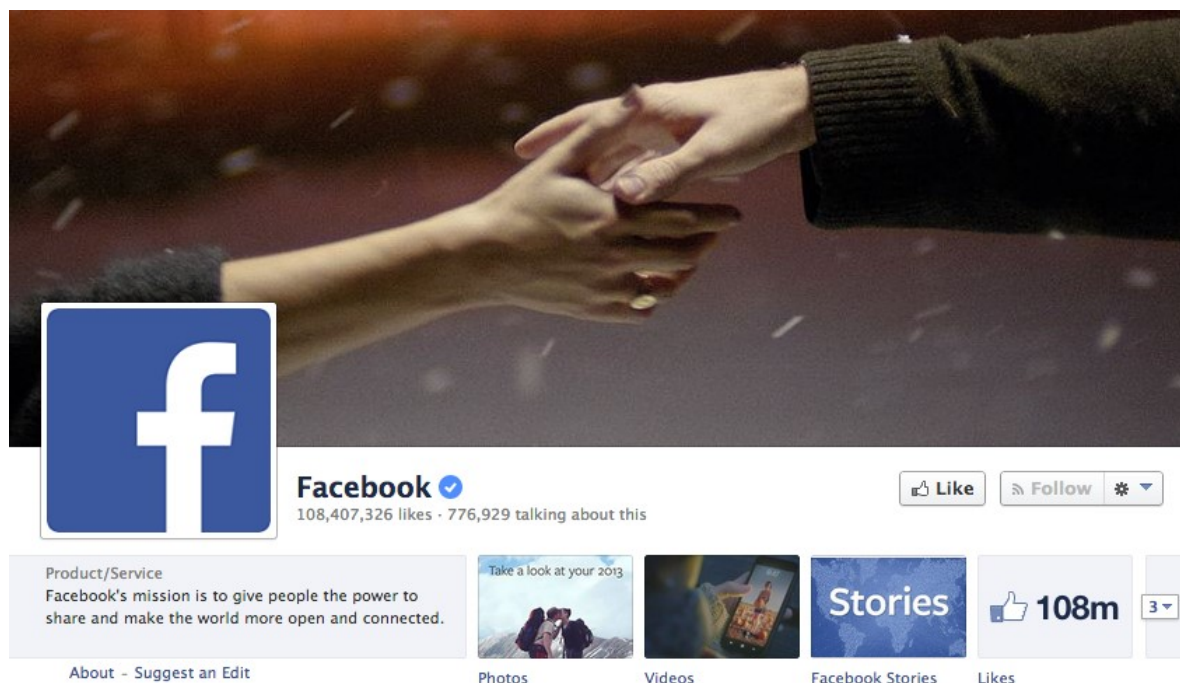 f
Facebook
108,407,326 likes · 776,929 talking about this
Like
Follow
Product/Service
Facebook's mission is to give people the power to
share and make the world more open and connected.
About – Suggest an Edit
Take a look at your 2013
Photos
Videos
Stories
Facebook Stories
108m
Likes
3